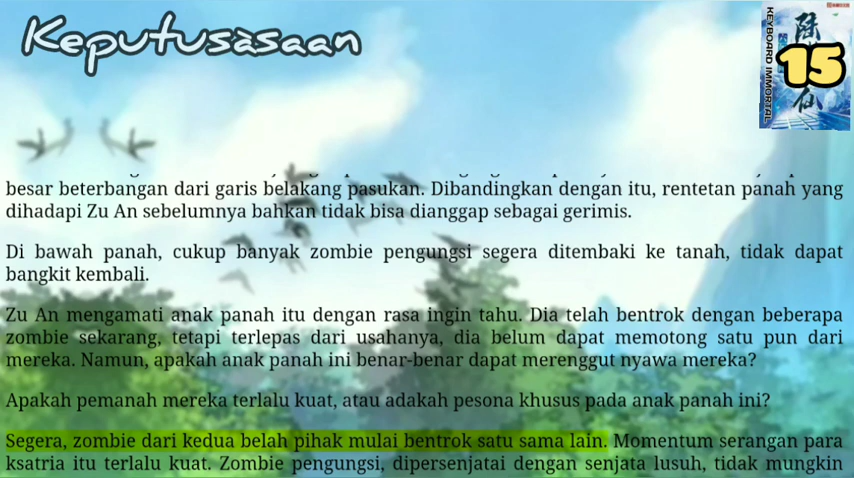 Keputusàsaan
KEYBOARD IMMORTAL
15
besar beterbangan dari garis belakang pasukan. Dibandingkan dengan itu, rentetan panah yang
dihadapi Zu An sebelumnya bahkan tidak bisa dianggap sebagai gerimis.
Di bawah panah, cukup banyak zombie pengungsi segera ditembaki ke tanah, tidak dapat
bangkit kembali.
Zu An mengamati anak panah itu dengan rasa ingin tahu. Dia telah bentrok dengan beberapa
zombie sekarang, tetapi terlepas dari usahanya, dia belum dapat memotong satu pun dari
mereka. Namun, apakah anak panah ini benar-benar dapat merenggut nyawa mereka?
Apakah pemanah mereka terlalu kuat, atau adakah pesona khusus pada anak panah ini?
Segera, zombie dari kedua belah pihak mulai bentrok satu sama lain. Momentum serangan para
ksatria itu terlalu kuat. Zombie pengungsi, dipersenjatai dengan senjata lusuh, tidak mungkin